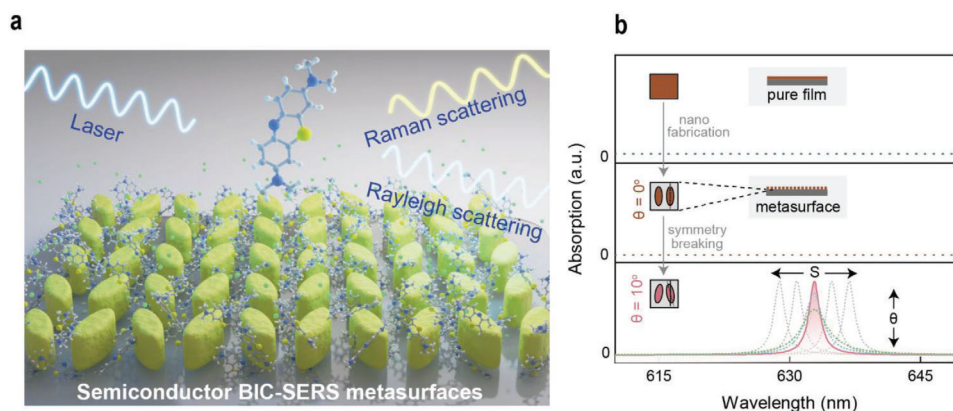 a
Laser
Raman scattering
Rayleigh scattering
Semiconductor BIC-SERS metasurfaces
b
Absorption (a.u.)
pure film
nano
fabrication
0
θ = 0°
metasurface
symmetry
breaking
0
θ = 10°
S
θ
0
615
630
645
Wavelength (nm)